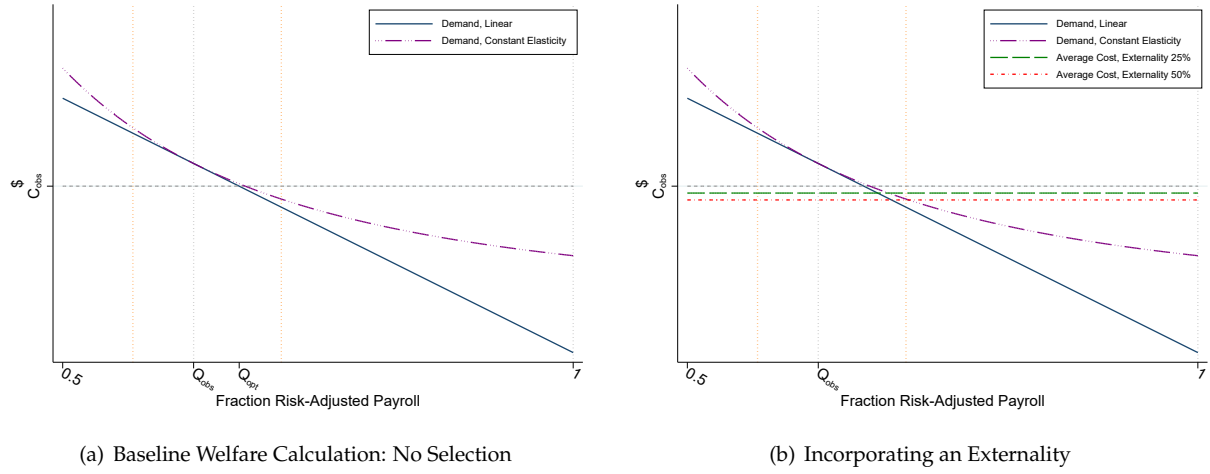 Demand, Linear
Demand, Constant Elasticity
$
C_obs
0.5
Q_obs
Q_opt
1
Fraction Risk-Adjusted Payroll
(a) Baseline Welfare Calculation: No Selection
Demand, Linear
Demand, Constant Elasticity
Average Cost, Externality 25%
Average Cost, Externality 50%
$
C_obs
0.5
Q_obs
1
Fraction Risk-Adjusted Payroll
(b) Incorporating an Externality